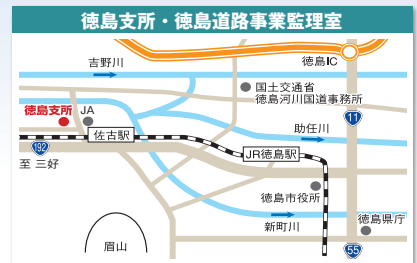 徳島支所・徳島道路事業監理室
吉野川
徳島IC
国土交通省
徳島河川国道事務所
徳島支所
JA
佐古駅
助任川
11
192
至 三好
JR徳島駅
徳島市役所
新町川
徳島県庁
眉山
55